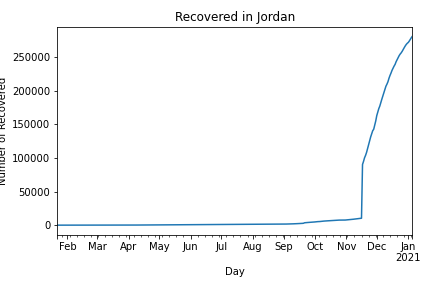 Recovered in Jordan
Number of Recovered
250000
200000
150000
100000
50000
0
Feb Mar Apr May Jun Jul Aug Sep Oct Nov Dec Jan
2021
Day